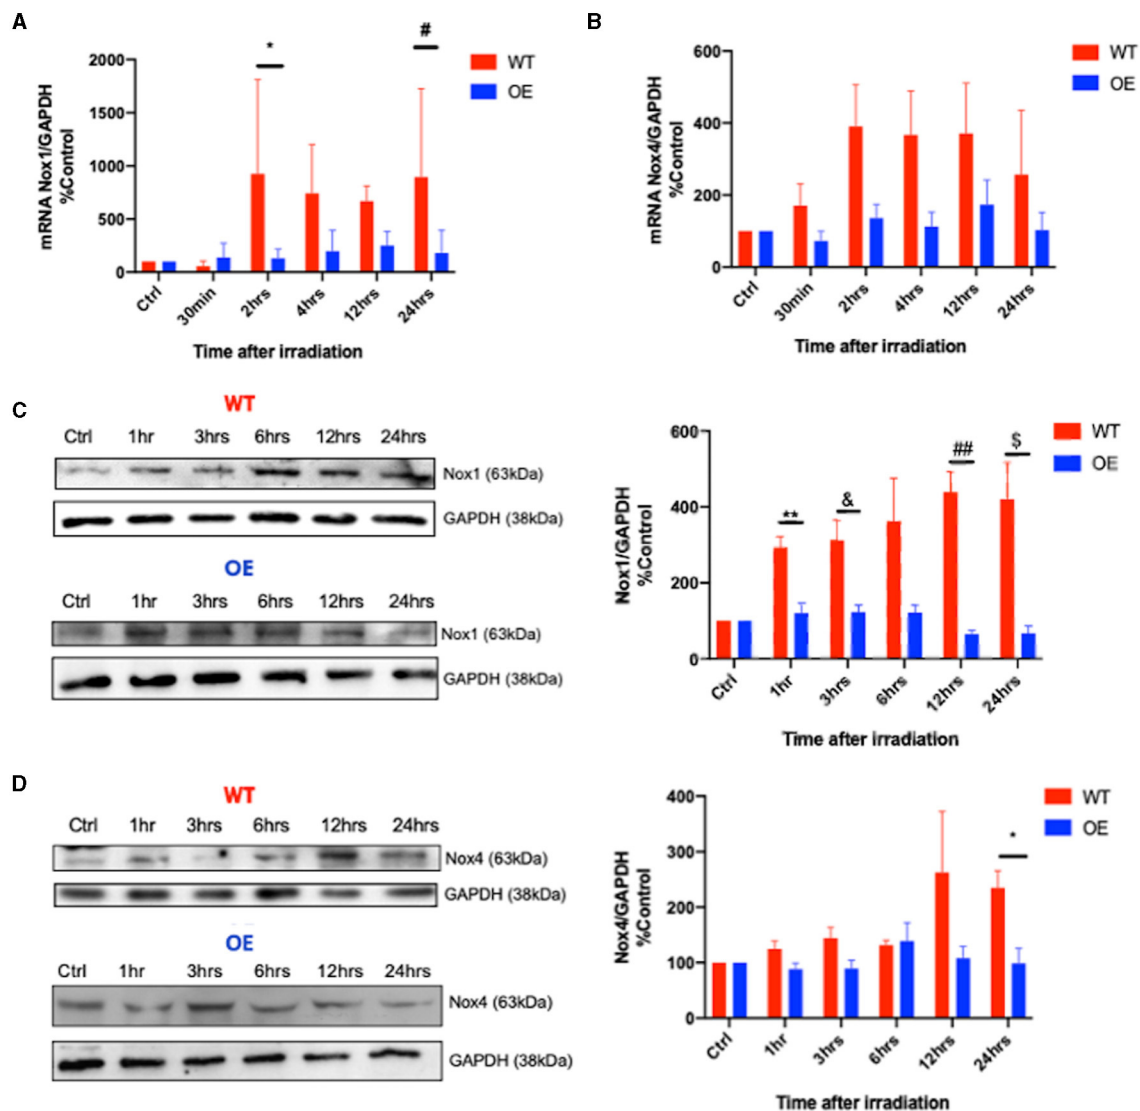 A
mRNA Nox1/GAPDH
%Control
2000
1500
1000
500
0
*
#
WT
OE
Ctrl
30min
2hrs
4hrs
12hrs
24hrs
Time after irradiation
B
mRNA Nox4/GAPDH
%Control
600
400
200
0
WT
OE
Ctrl
30min
2hrs
4hrs
12hrs
24hrs
Time after irradiation
C
WT
Ctrl 1hr 3hrs 6hrs 12hrs 24hrs
Nox1 (63kDa)
GAPDH (38kDa)
OE
Ctrl 1hr 3hrs 6hrs 12hrs 24hrs
Nox1 (63kDa)
GAPDH (38kDa)
Nox1/GAPDH
%Control
600
400
200
0
**
&
##
$
WT
OE
Ctrl
1hr
3hrs
6hrs
12hrs
24hrs
Time after irradiation
D
WT
Ctrl 1hr 3hrs 6hrs 12hrs 24hrs
Nox4 (63kDa)
GAPDH (38kDa)
OE
Ctrl 1hr 3hrs 6hrs 12hrs 24hrs
Nox4 (63kDa)
GAPDH (38kDa)
Nox4/GAPDH
%Control
400
300
200
100
0
*
WT
OE
Ctrl
1hr
3hrs
6hrs
12hrs
24hrs
Time after irradiation